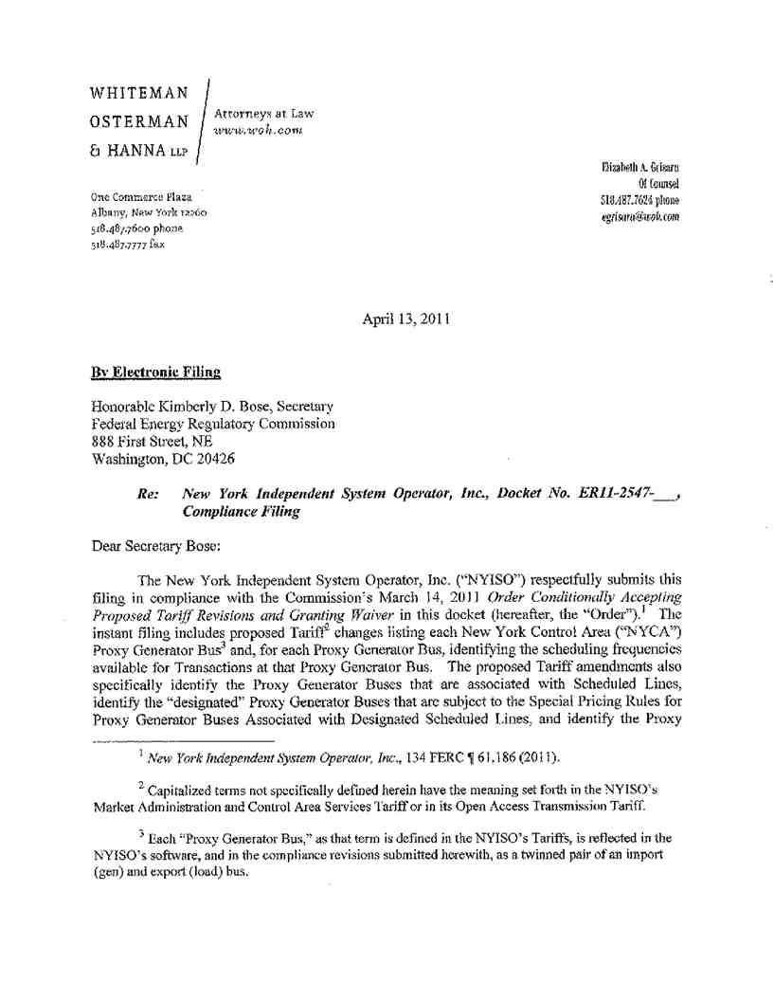 WHITEMAN
OSTERMAN
& HANNA LLP
Attorneys at Law
www.woh.com
One Commerce Plaza
Albany, New York 12260
518.487.7600 phone
518.487.7777 fax
Elizabeth A. Grisaru
Of Counsel
518.487.7624 phone
egrisaru@woh.com
April 13, 2011
By Electronic Filing
Honorable Kimberly D. Bose, Secretary
Federal Energy Regulatory Commission
888 First Street, NE
Washington, DC 20426
Re: New York Independent System Operator, Inc., Docket No. ER11-2547-___,
Compliance Filing
Dear Secretary Bose:
The New York Independent System Operator, Inc. (“NYISO”) respectfully submits this
filing in compliance with the Commission's March 14, 2011 Order Conditionally Accepting
Proposed Tariff Revisions and Granting Waiver in this docket (hereafter, the “Order”).1 The
instant filing includes proposed Tariff2 changes listing each New York Control Area (“NYCA”)
Proxy Generator Bus3 and, for each Proxy Generator Bus, identifying the scheduling frequencies
available for Transactions at that Proxy Generator Bus. The proposed Tariff amendments also
specifically identify the Proxy Generator Buses that are associated with Scheduled Lines,
identify the “designated” Proxy Generator Buses that are subject to the Special Pricing Rules for
Proxy Generator Buses Associated with Designated Scheduled Lines, and identify the Proxy
1 New York Independent System Operator, Inc., 134 FERC ¶ 61,186 (2011).
2 Capitalized terms not specifically defined herein have the meaning set forth in the NYISO's
Market Administration and Control Area Services Tariff or in its Open Access Transmission Tariff.
3 Each “Proxy Generator Bus,” as that term is defined in the NYISO's Tariffs, is reflected in the
NYISO's software, and in the compliance revisions submitted herewith, as a twinned pair of an import
(gen) and export (load) bus.